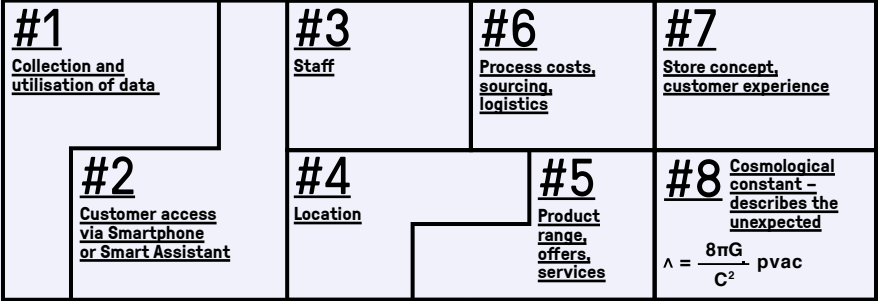 #1
Collection and
utilisation of data
#2
Customer access
via Smartphone
or Smart Assistant
#3
Staff
#4
Location
#5
Product
range,
offers,
services
#6
Process costs,
sourcing,
logistics
#7
Store concept,
customer experience
#8
Cosmological
constant –
describes the
unexpected
ʌ = 8πG / C² pvac